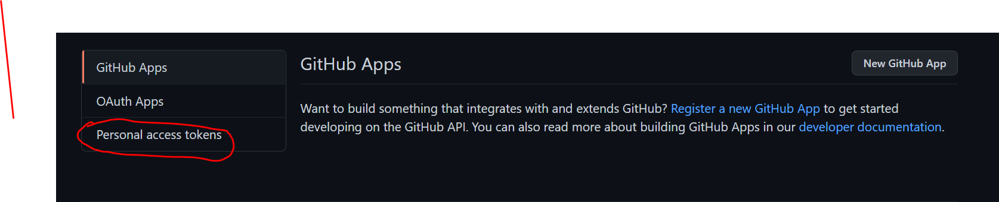 GitHub Apps
OAuth Apps
Personal access tokens
GitHub Apps
New GitHub App
Want to build something that integrates with and extends GitHub? Register a new GitHub App to get started
developing on the GitHub API. You can also read more about building GitHub Apps in our developer documentation.